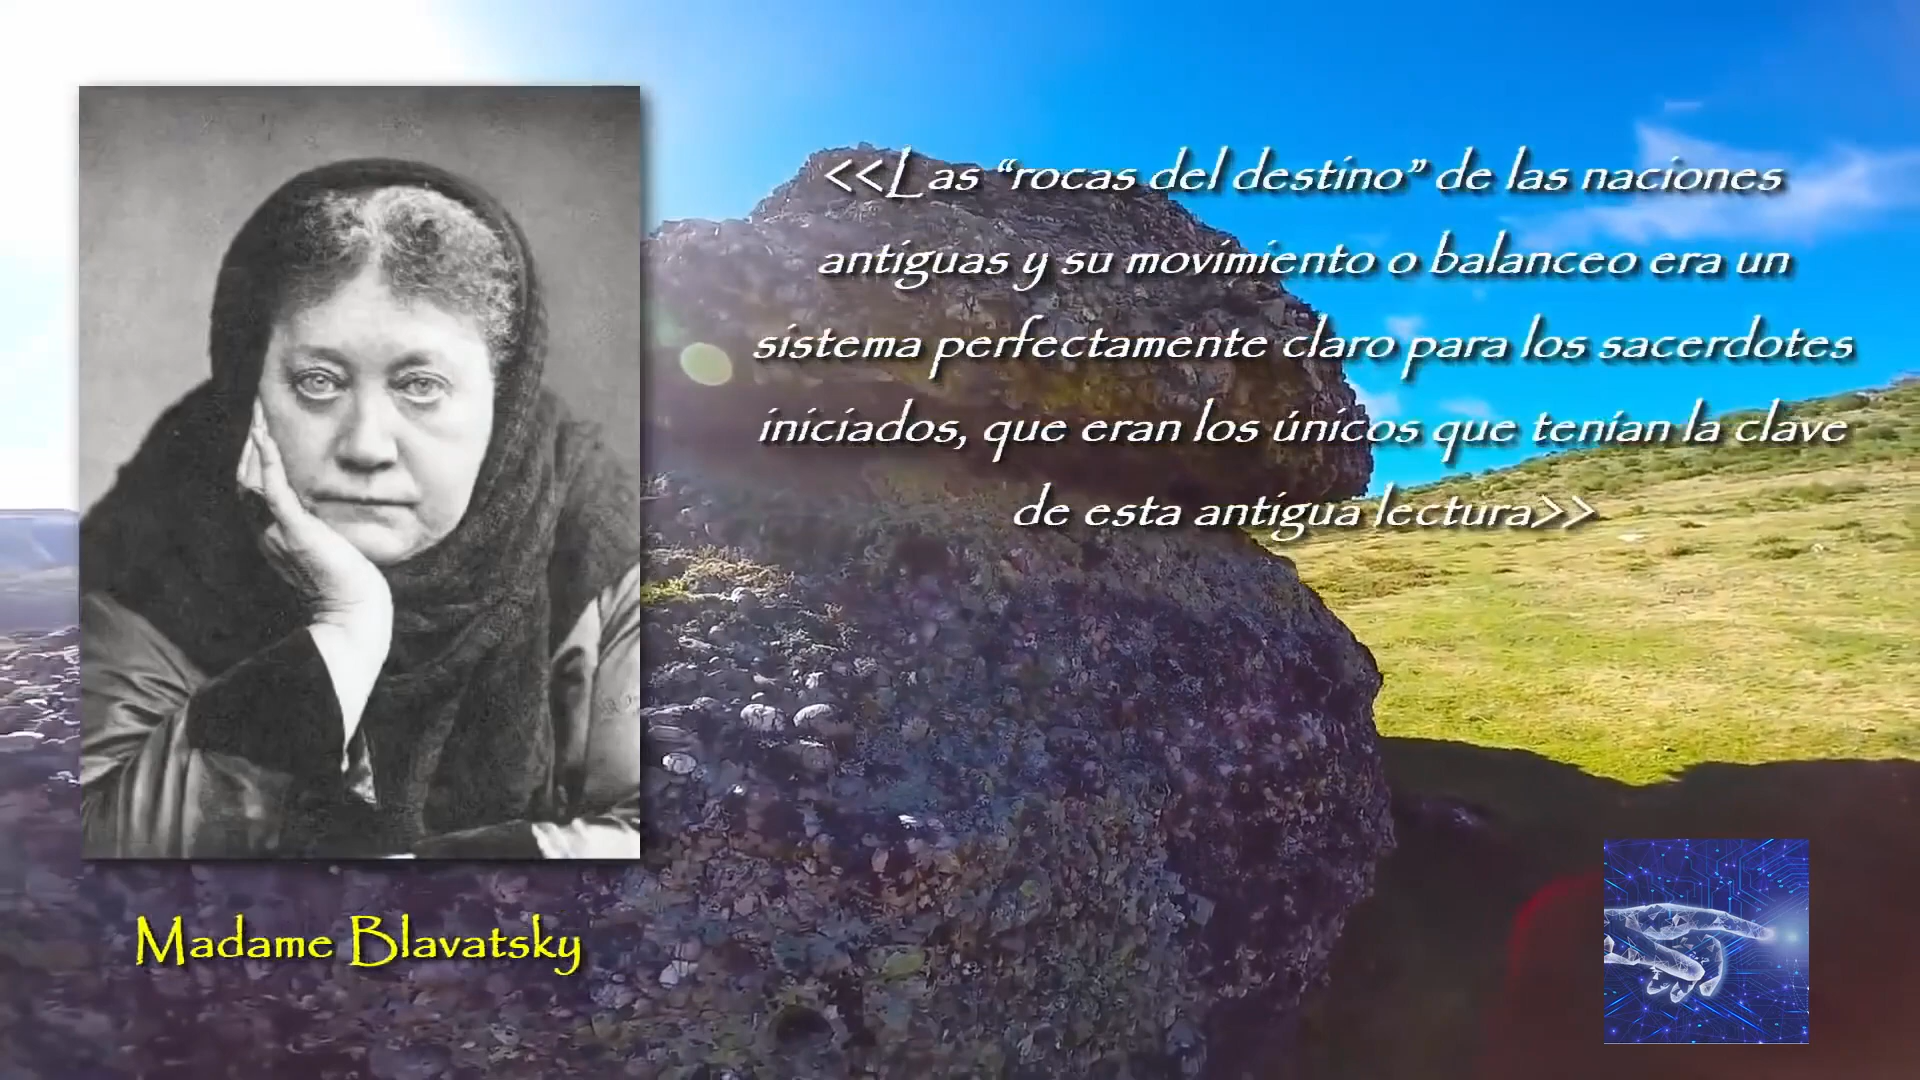 <<Las “rocas del destino” de las naciones
antiguas y su movimiento o balanceo era un
sistema perfectamente claro para los sacerdotes
iniciados, que eran los únicos que tenían la clave
de esta antigua lectura>>
Madame Blavatsky